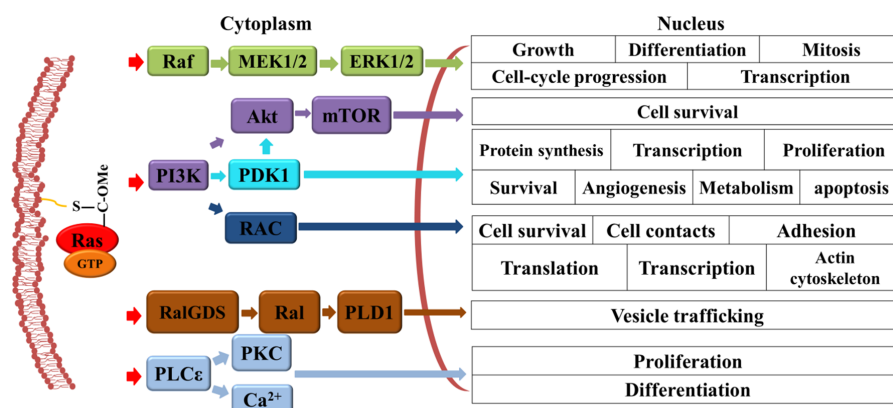 Cytoplasm
Nucleus
Raf
MEK1/2
ERK1/2
Growth
Differentiation
Mitosis
Cell-cycle progression
Transcription
Akt
mTOR
Cell survival
PI3K
PDK1
Protein synthesis
Transcription
Proliferation
Survival
Angiogenesis
Metabolism
apoptosis
S—C-OMe
Ras
GTP
RAC
Cell survival
Cell contacts
Adhesion
Translation
Transcription
Actin
cytoskeleton
RalGDS
Ral
PLD1
Vesicle trafficking
PLCε
PKC
Ca²⁺
Proliferation
Differentiation